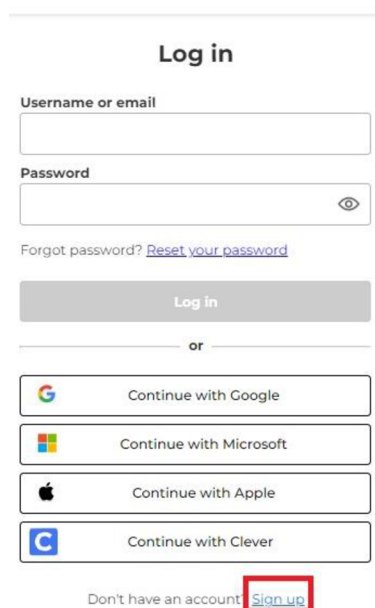 Log in
Username or email
Password
Forgot password? Reset your password
Log in
or
Continue with Google
Continue with Microsoft
Continue with Apple
Continue with Clever
Don't have an account? Sign up